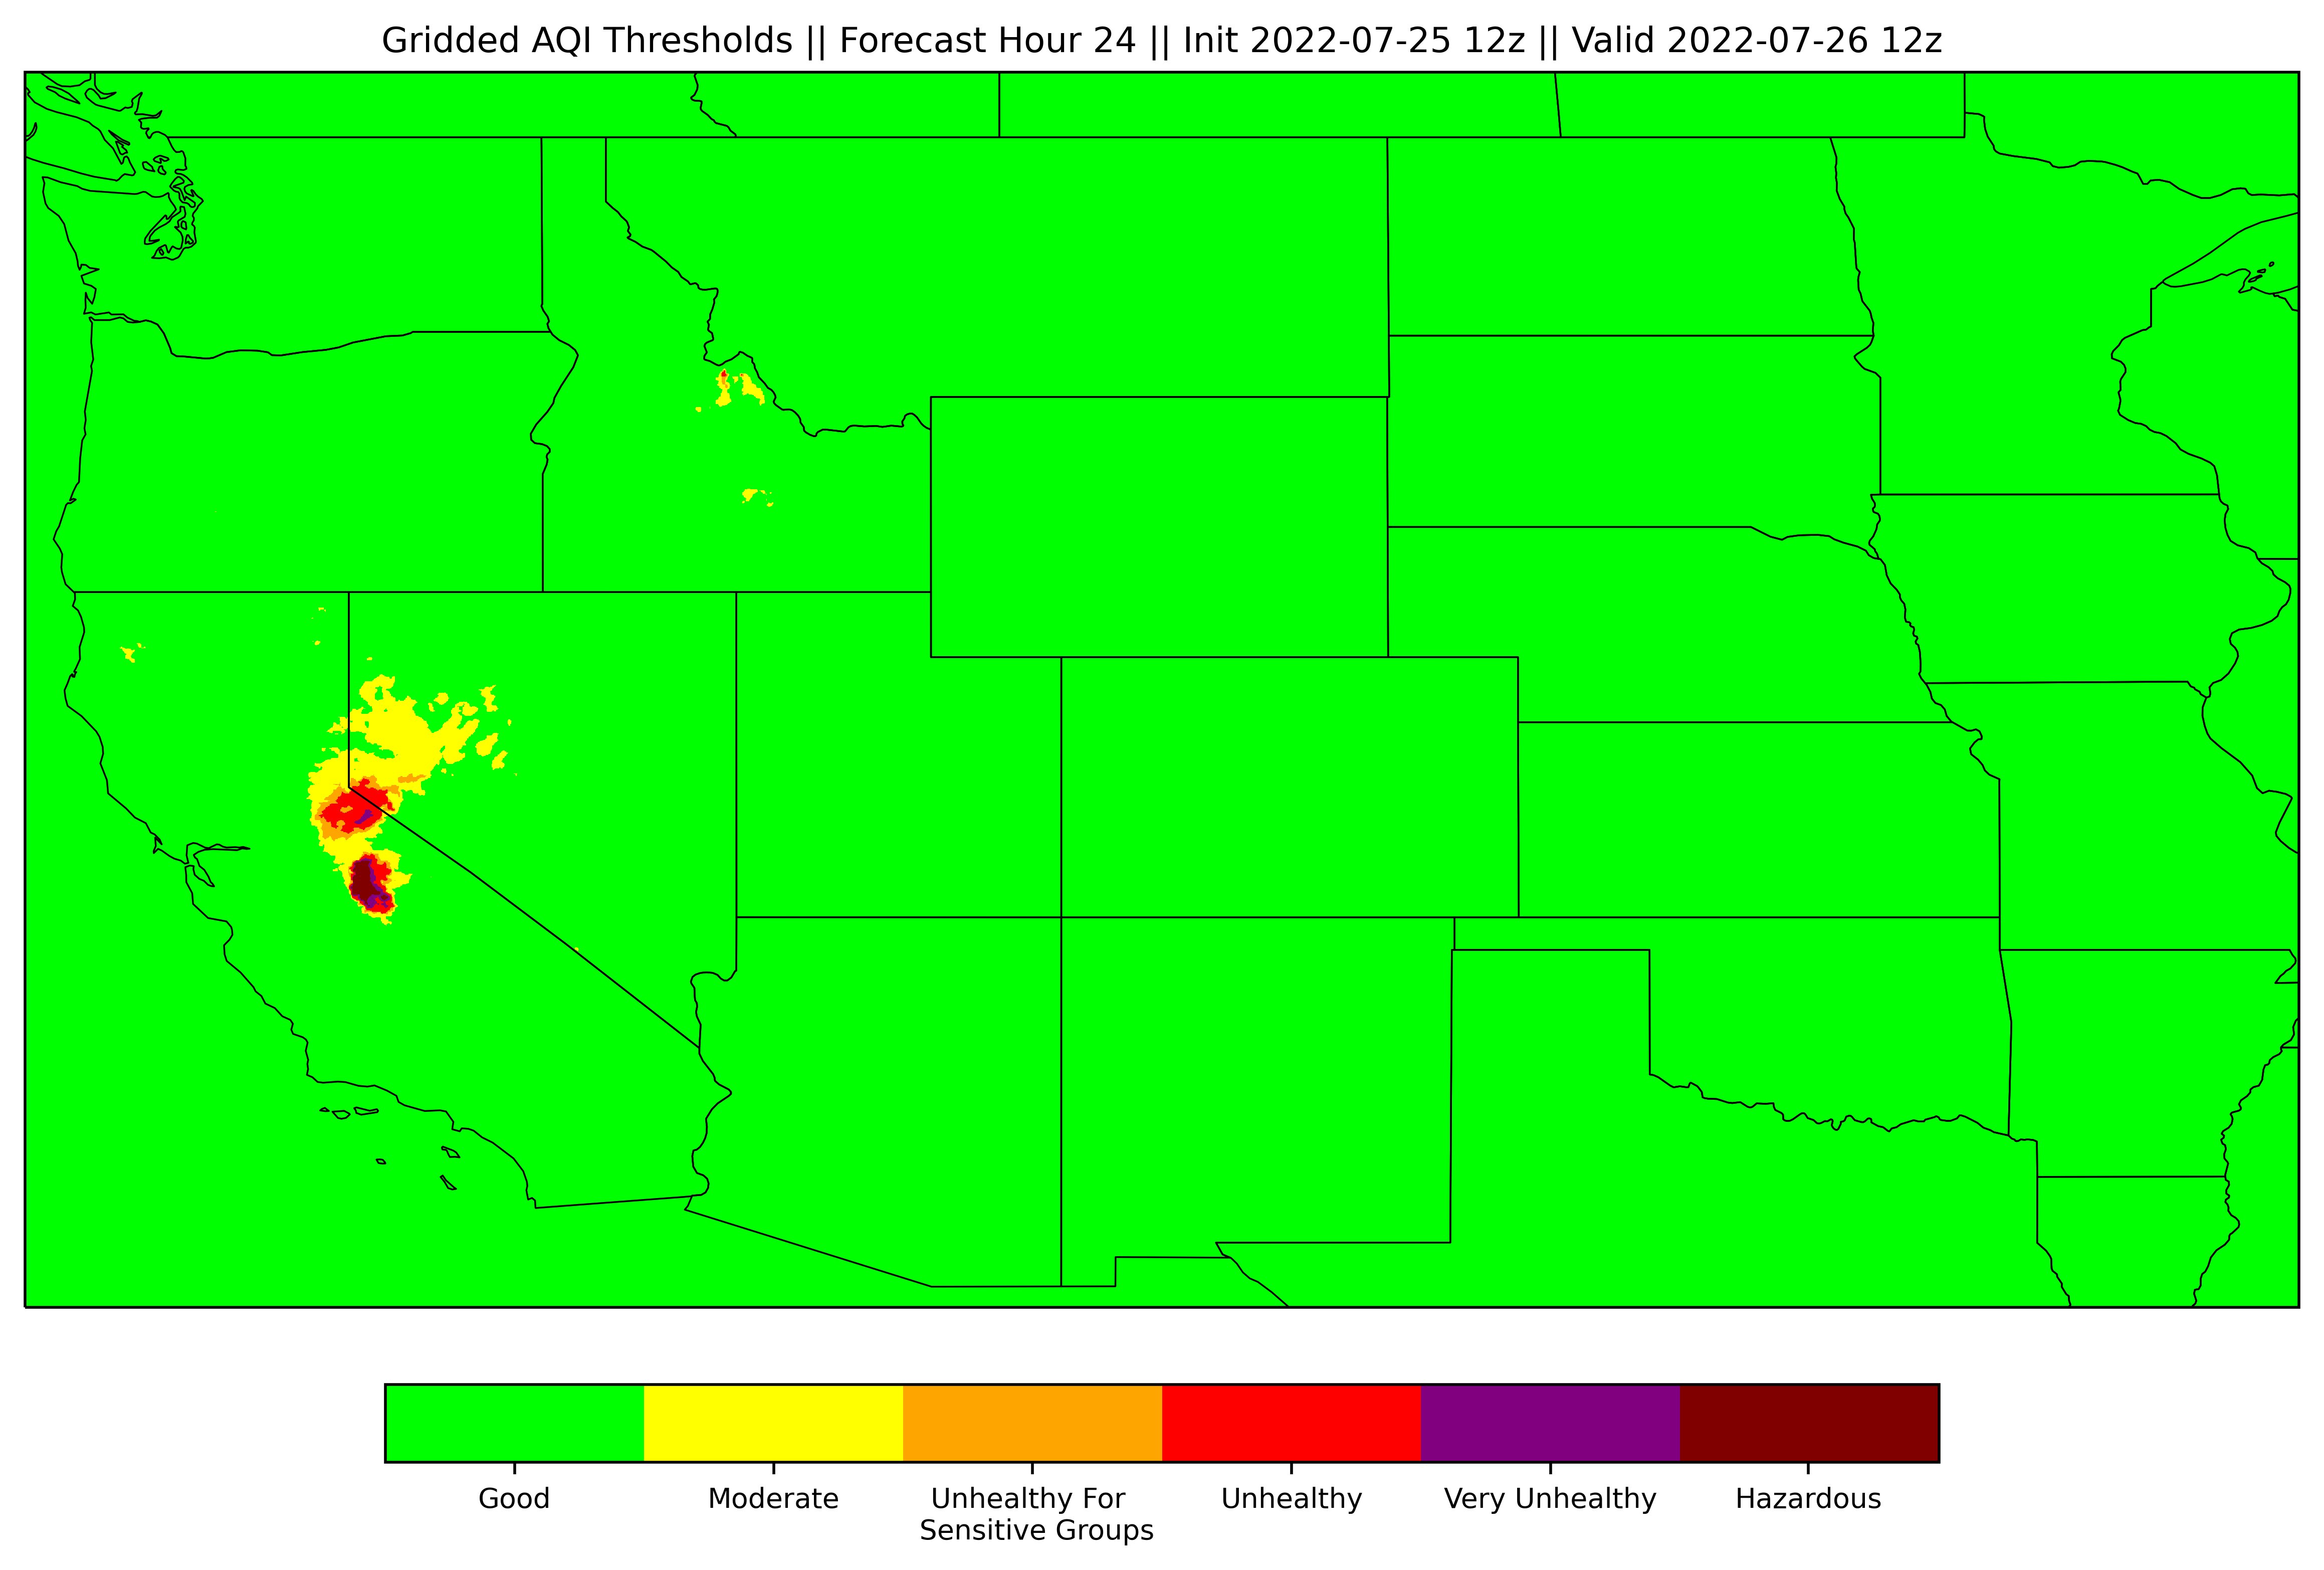 Gridded AQI Thresholds || Forecast Hour 24 || Init 2022-07-25 12z || Valid 2022-07-26 12z
Good
Moderate
Unhealthy For
Sensitive Groups
Unhealthy
Very Unhealthy
Hazardous